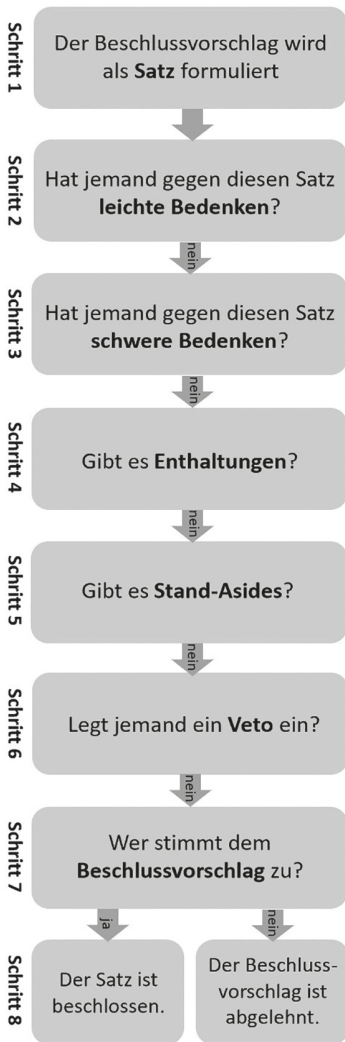 Schritt 1
Der Beschlussvorschlag wird
als Satz formuliert
Schritt 2
Hat jemand gegen diesen Satz
leichte Bedenken?
nein
Schritt 3
Hat jemand gegen diesen Satz
schwere Bedenken?
nein
Schritt 4
Gibt es Enthaltungen?
nein
Schritt 5
Gibt es Stand-Asides?
nein
Schritt 6
Legt jemand ein Veto ein?
nein
Schritt 7
Wer stimmt dem
Beschlussvorschlag zu?
ja
nein
Schritt 8
Der Satz ist
beschlossen.
Der Beschluss-
vorschlag ist
abgelehnt.